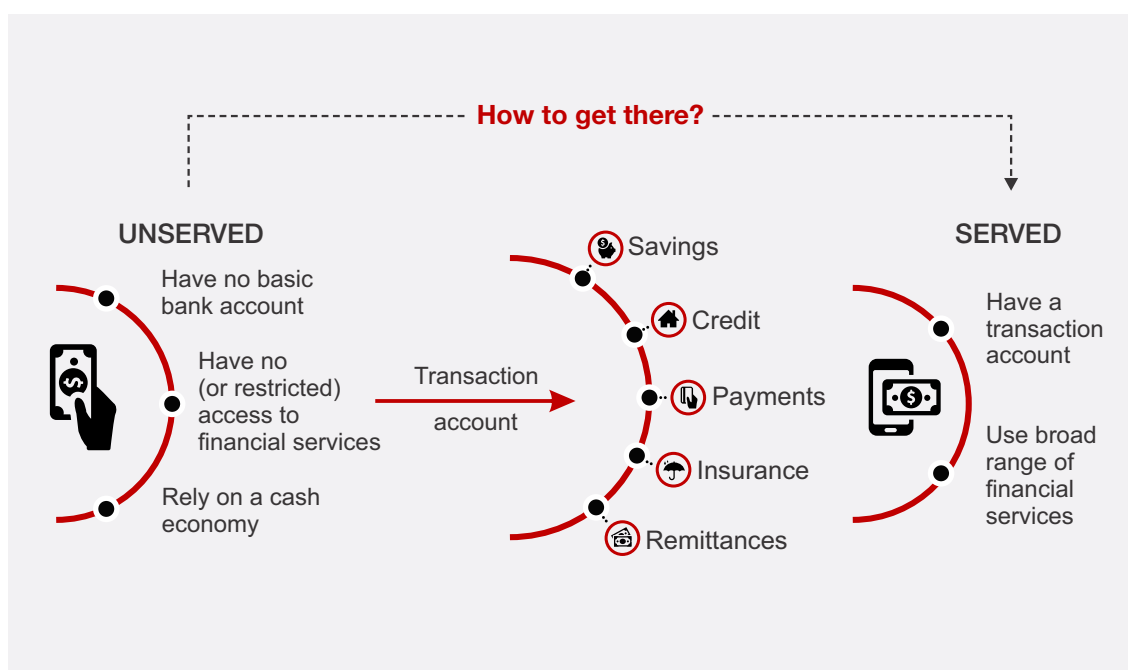 How to get there?
UNSERVED
Have no basic
bank account
Have no
(or restricted)
access to
financial services
Rely on a cash
economy
Transaction
account
Savings
Credit
Payments
Insurance
Remittances
SERVED
Have a
transaction
account
Use broad
range of
financial
services